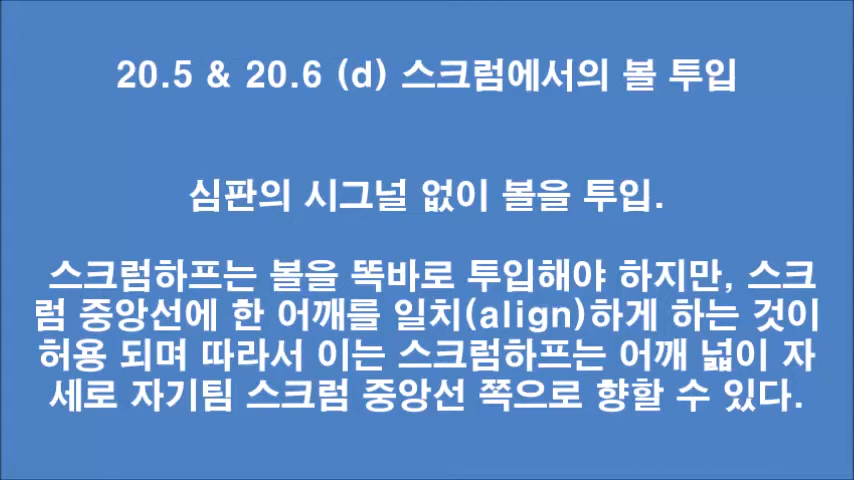 20.5 & 20.6 (d) 스크럼에서의 볼 투입
심판의 시그널 없이 볼을 투입.
스크럼하프는 볼을 똑바로 투입해야 하지만, 스크
럼 중앙선에 한 어깨를 일치(align)하게 하는 것이
허용 되며 따라서 이는 스크럼하프는 어깨 넓이 자
세로 자기팀 스크럼 중앙선 쪽으로 향할 수 있다.